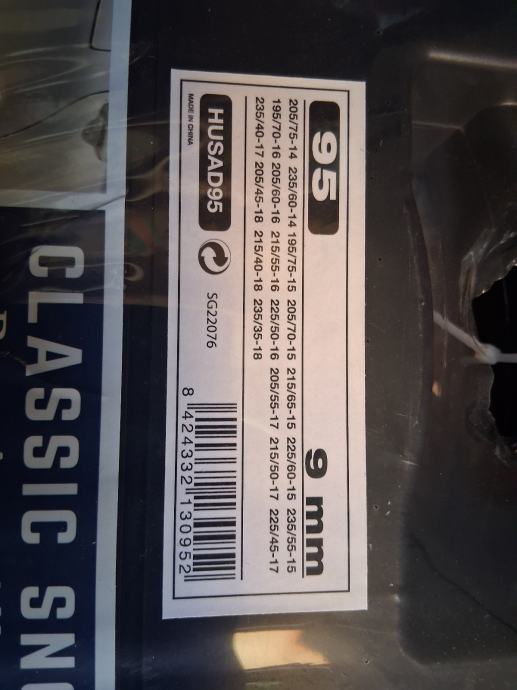 95
9 mm
205/75-14 235/60-14 195/75-15 205/70-15 215/65-15 225/60-15 235/55-15
195/70-16 205/60-16 215/55-16 225/50-16 205/55-17 215/50-17 225/45-17
235/40-17 205/45-18 215/40-18 235/35-18
HUSAD95
SG22076
8 424332 130952
MADE IN CHINA
CLASSIC